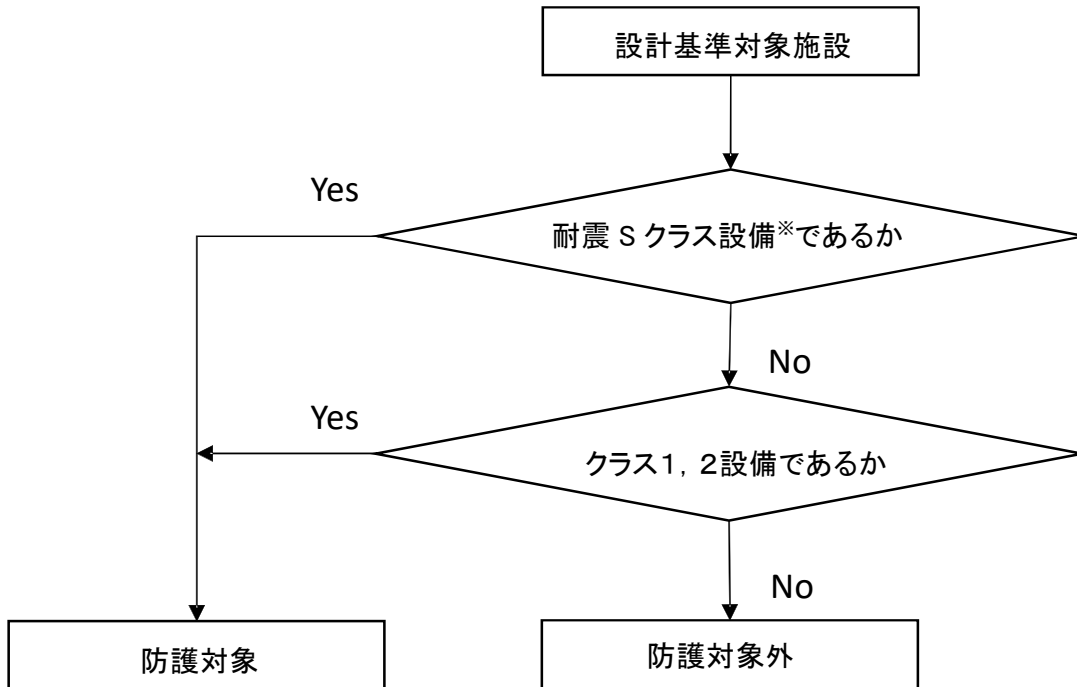 設計基準対象施設
Yes
耐震 S クラス設備※であるか
No
Yes
クラス１，２設備であるか
No
防護対象
防護対象外